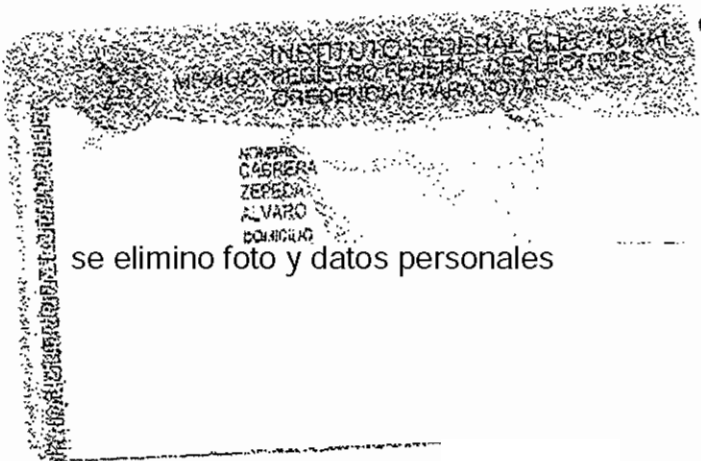 INSTITUTO FEDERAL ELECTORAL
MEXICO REGISTRO FEDERAL DE ELECTORES
CREDENCIAL PARA VOTAR
NOMBRE
CABRERA
ZEPEDA
ALVARO
DOMICILIO
se elimino foto y datos personales